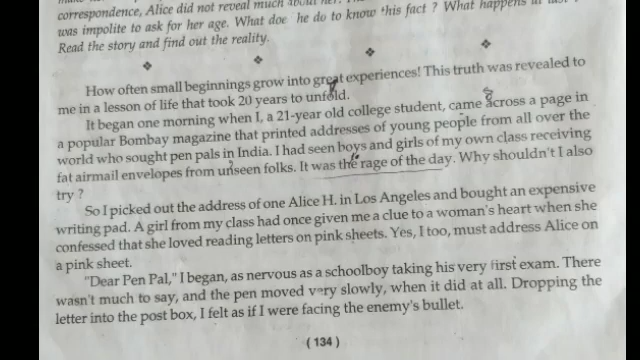 correspondence, Alice did not reveal much about her.
was impolite to ask for her age. What doe he do to know this fact ? What happens at last
Read the story and find out the reality.
How often small beginnings grow into great experiences! This truth was revealed to
me in a lesson of life that took 20 years to unfold.
It began one morning when I, a 21-year old college student, came across a page in
a popular Bombay magazine that printed addresses of young people from all over the
world who sought pen pals in India. I had seen boys and girls of my own class receiving
fat airmail envelopes from unseen folks. It was the rage of the day. Why shouldn't I also
try ?
So I picked out the address of one Alice H. in Los Angeles and bought an expensive
writing pad. A girl from my class had once given me a clue to a woman's heart when she
confessed that she loved reading letters on pink sheets. Yes, I too, must address Alice on
a pink sheet.
"Dear Pen Pal," I began, as nervous as a schoolboy taking his very first exam. There
wasn't much to say, and the pen moved very slowly, when it did at all. Dropping the
letter into the post box, I felt as if I were facing the enemy's bullet.
(134)